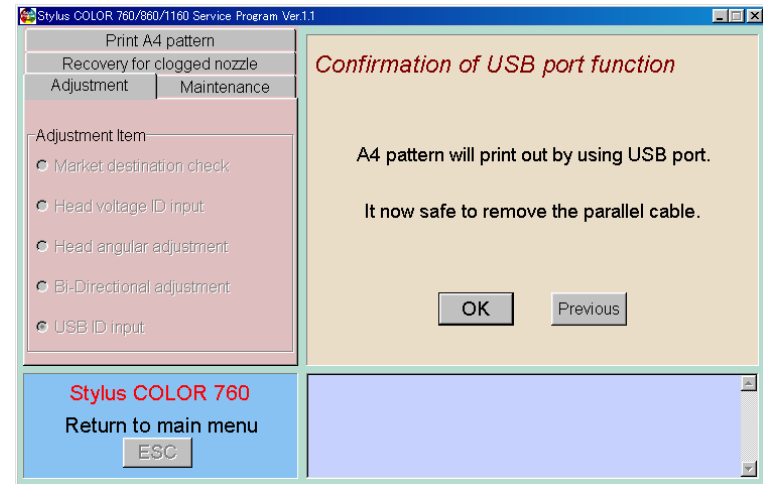 Stylus COLOR 760/860/1160 Service Program Ver.1.1
Print A4 pattern
Recovery for clogged nozzle
Adjustment
Maintenance
Adjustment Item
Market destination check
Head voltage ID input
Head angular adjustment
Bi-Directional adjustment
USB ID input
Confirmation of USB port function
A4 pattern will print out by using USB port.
It now safe to remove the parallel cable.
OK
Previous
Stylus COLOR 760
Return to main menu
ESC